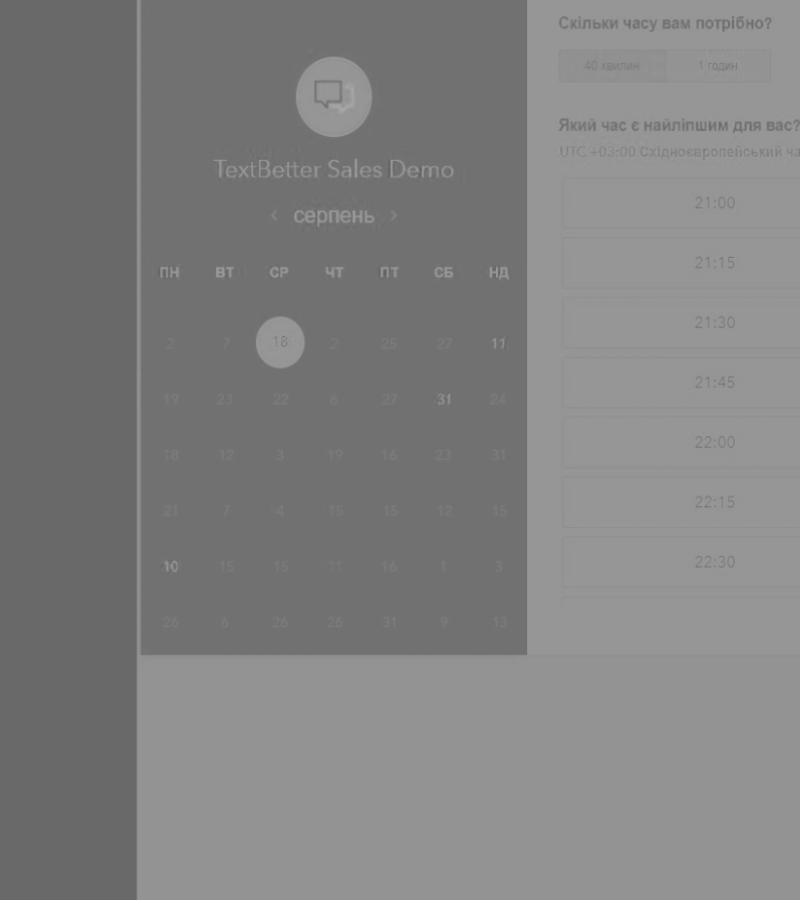 TextBetter Sales Demo
‹ серпень ›
ПН ВТ СР ЧТ ПТ СБ НД
2 7 18 2 25 27 11
19 23 22 6 27 31 24
18 12 3 19 16 23 31
21 7 4 15 15 12 15
10 15 15 11 16 1 3
26 6 26 26 31 9 13
Скільки часу вам потрібно?
40 хвилин 1 годин
Який час є найліпшим для вас?
UTC +03:00 Східноєвропейський ча
21:00
21:15
21:30
21:45
22:00
22:15
22:30